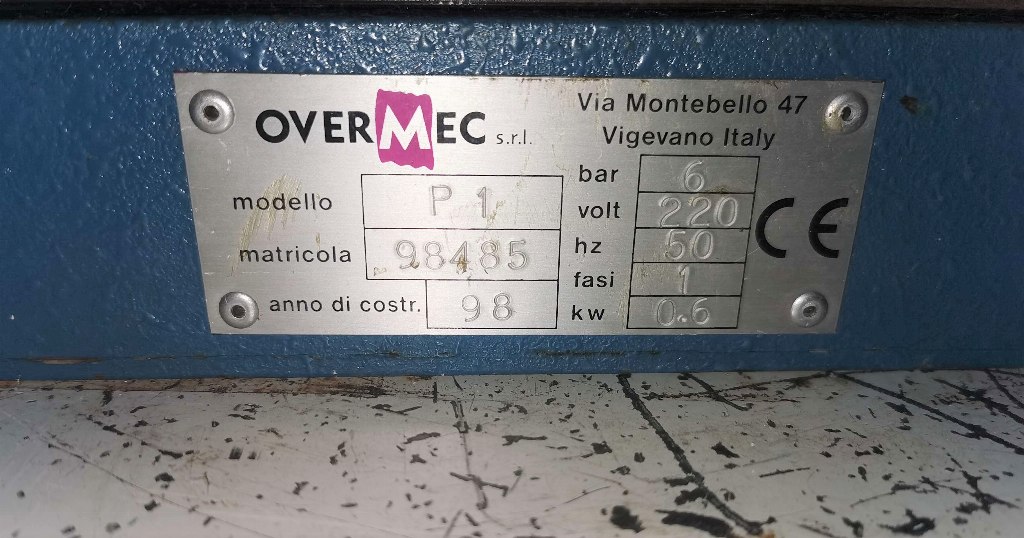 OVERMEC s.r.l.
Via Montebello 47
Vigevano Italy
modello P 1
matricola 98485
anno di costr. 98
bar 6
volt 220
hz 50
fasi 1
kw 0.6
CE